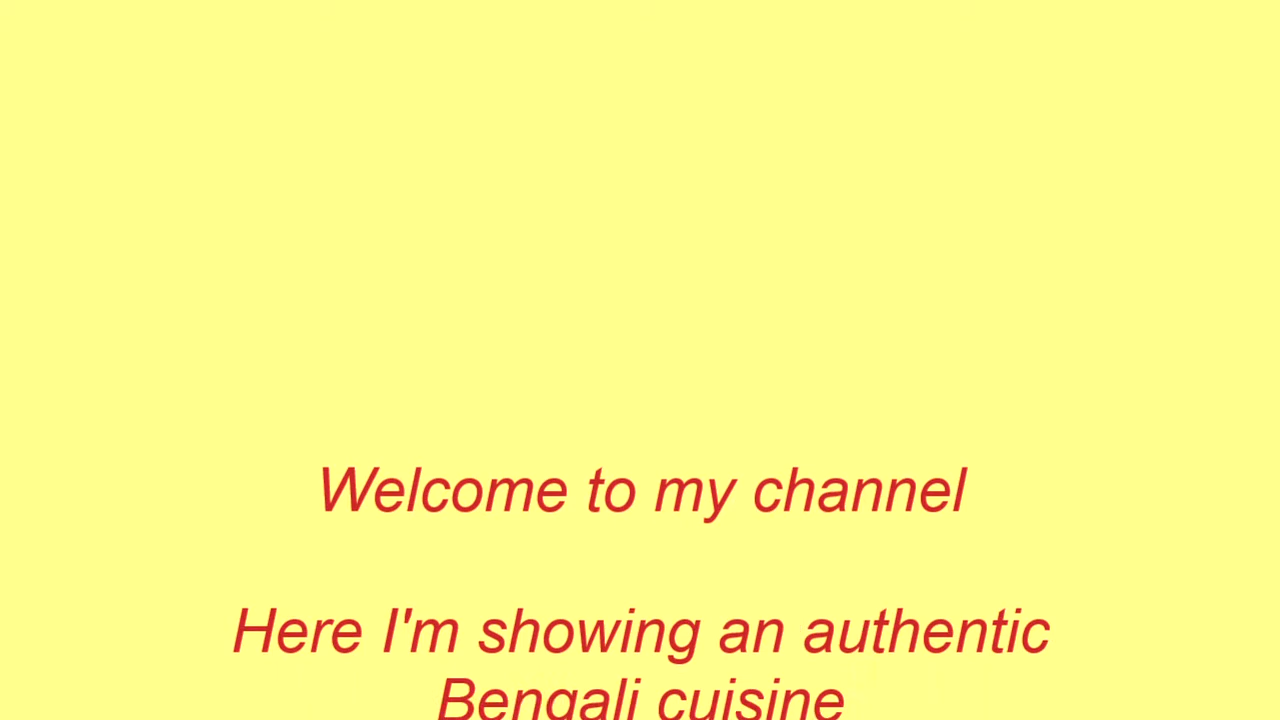 Welcome to my channel
Here I'm showing an authentic
Bengali cuisine